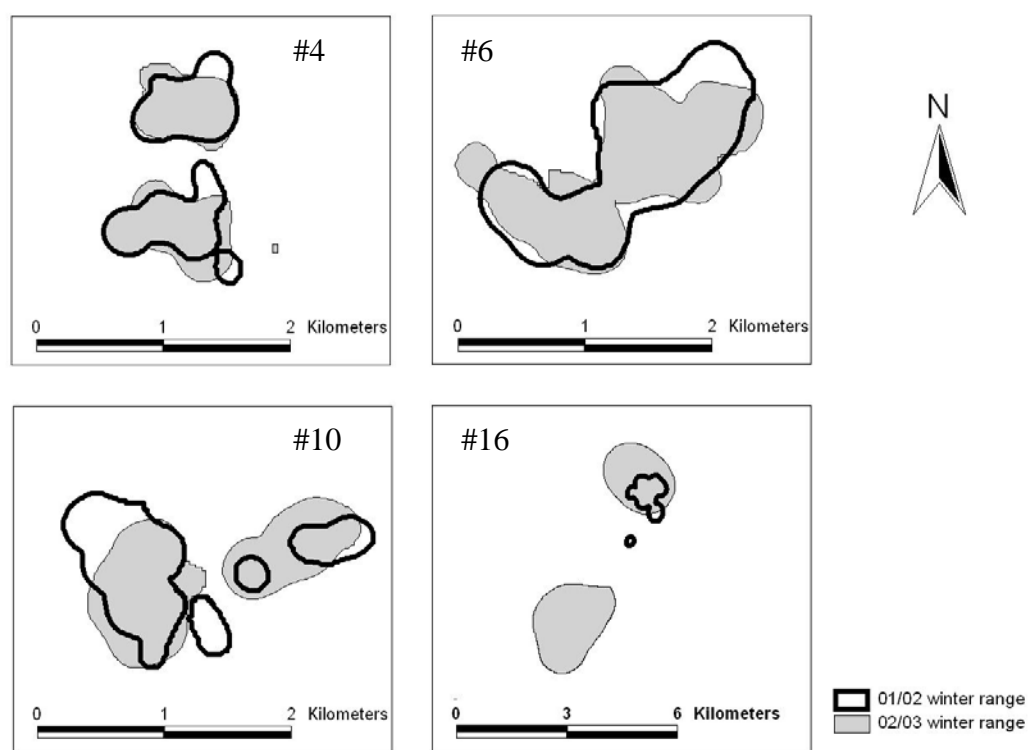 #4
0 1 2 Kilometers
#6
0 1 2 Kilometers
N
#10
0 1 2 Kilometers
#16
0 3 6 Kilometers
01/02 winter range
02/03 winter range